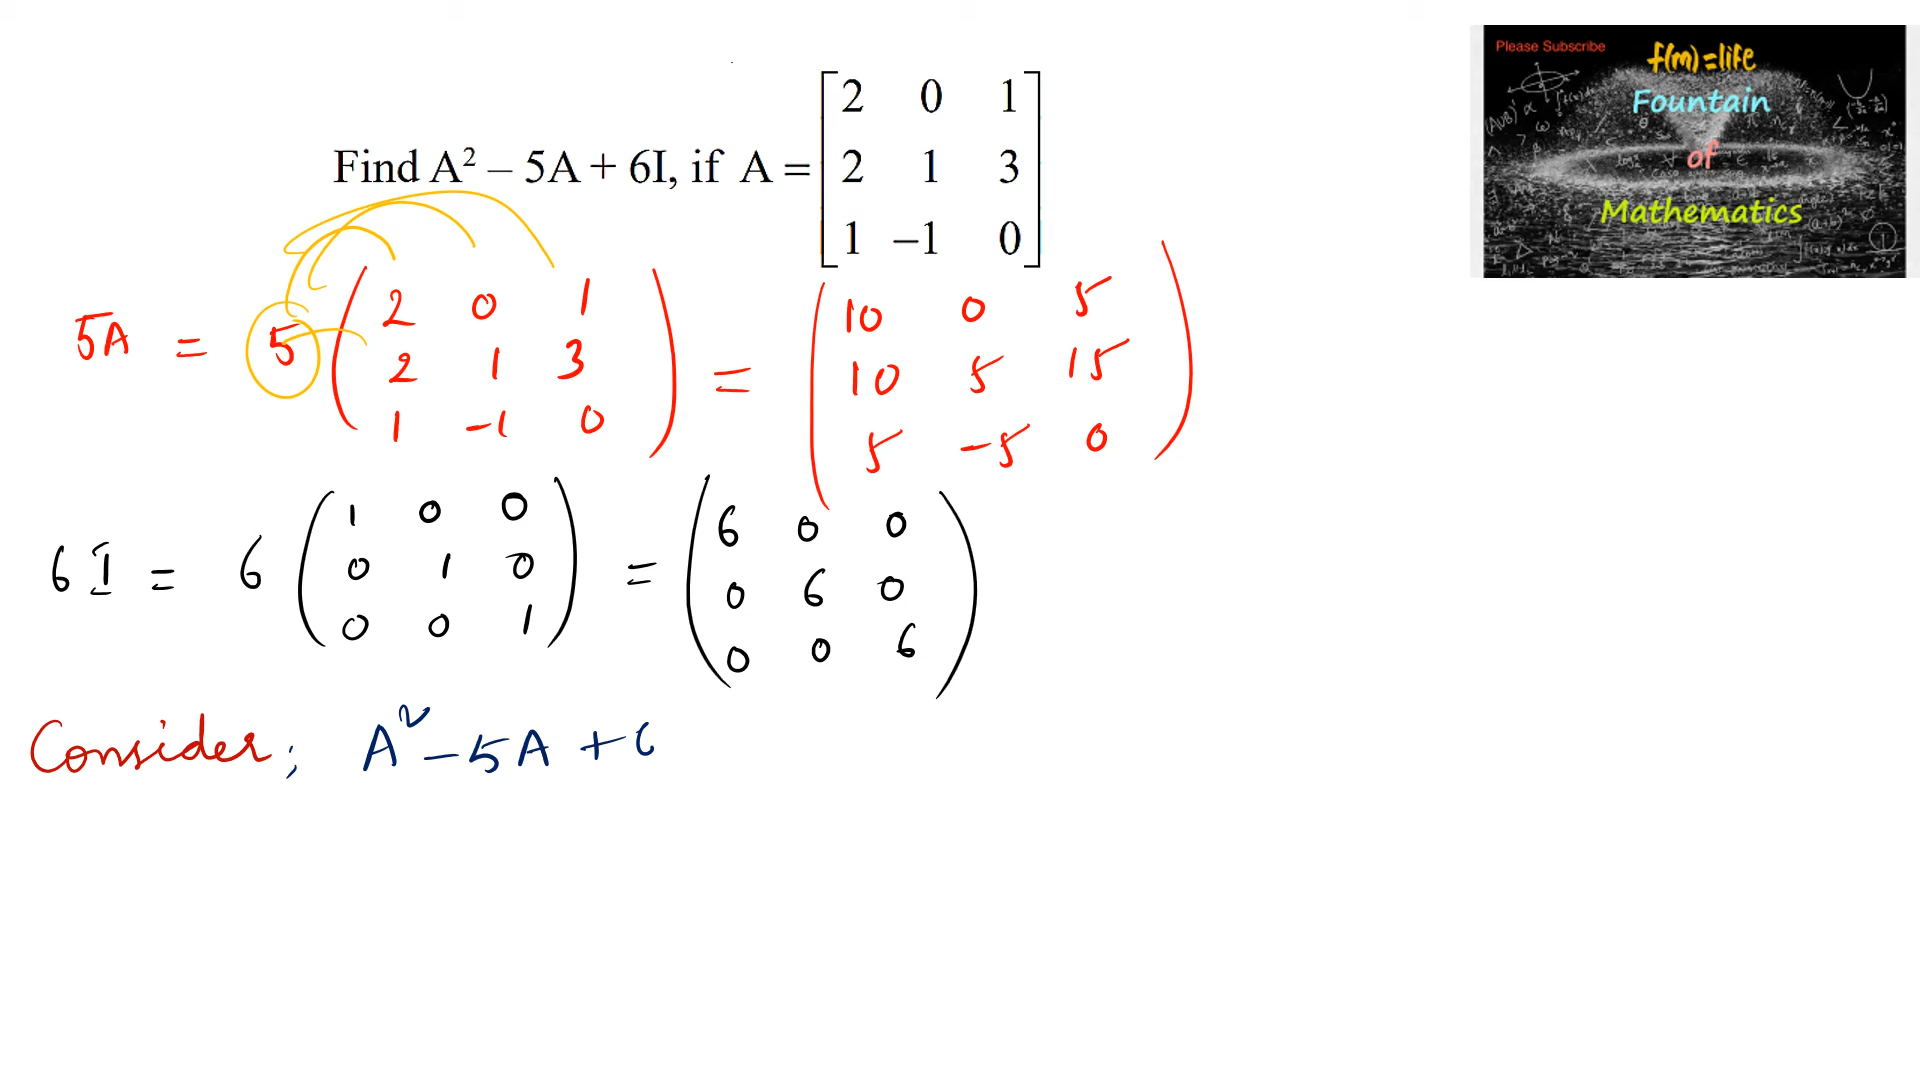 Please Subscribe
f(m)=life
Fountain
of
Mathematics
Find A² – 5A + 6I, if A = [2 0 1
2 1 3
1 –1 0]
5A = 5 (2 0 1
2 1 3
1 -1 0) = (10 0 5
10 5 15
5 -5 0)
6I = 6 (1 0 0
0 1 0
0 0 1) = (6 0 0
0 6 0
0 0 6)
Consider; A² - 5A +